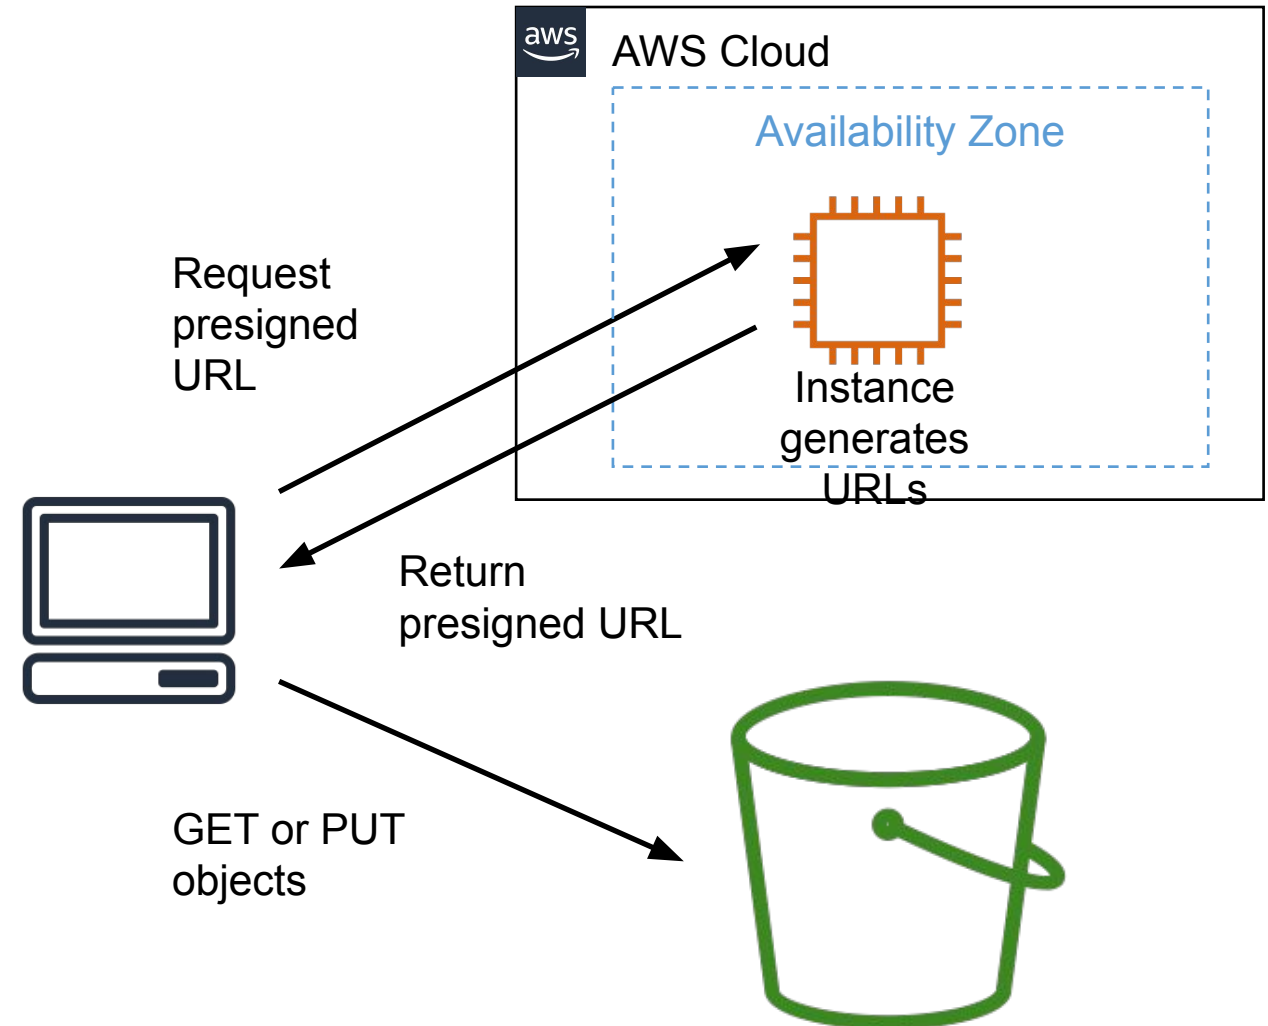 aws
AWS Cloud
Availability Zone
Request
presigned
URL
Instance
generates
URLs
Return
presigned URL
GET or PUT
objects